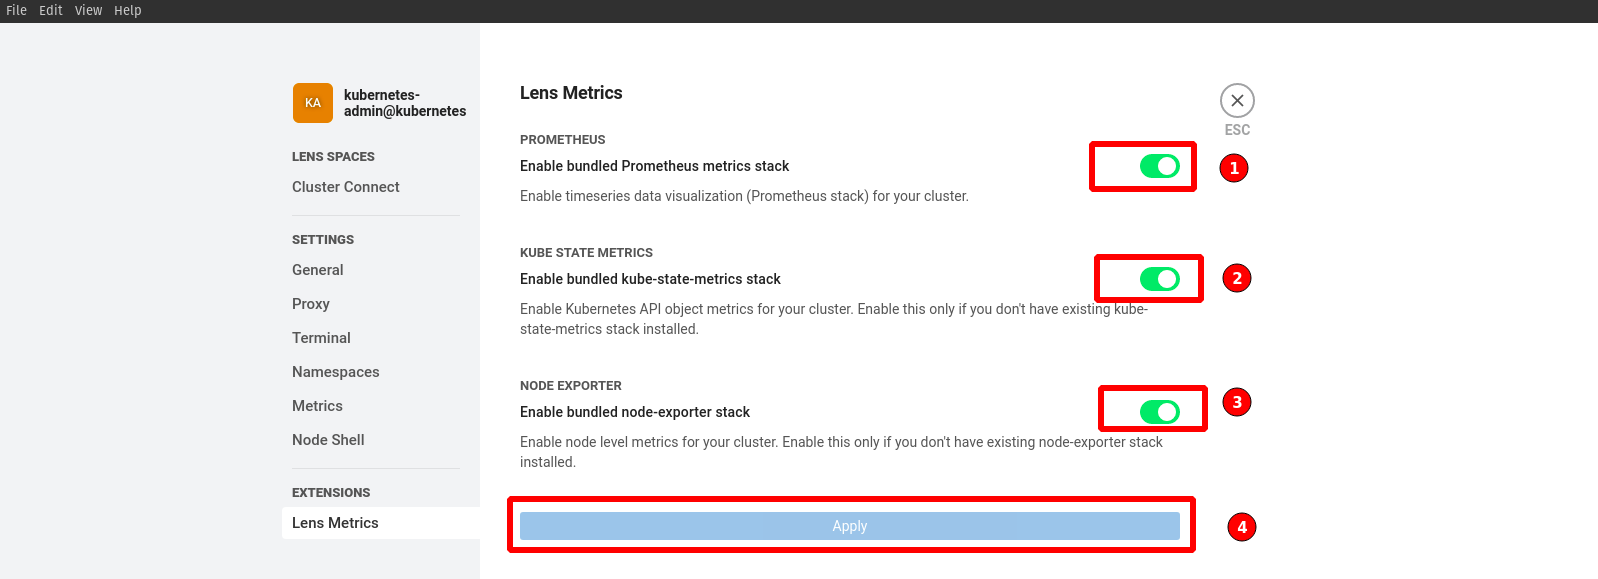 File Edit View Help
KA
kubernetes-
admin@kubernetes
LENS SPACES
Cluster Connect
SETTINGS
General
Proxy
Terminal
Namespaces
Metrics
Node Shell
EXTENSIONS
Lens Metrics
Lens Metrics
ESC
PROMETHEUS
Enable bundled Prometheus metrics stack
1
Enable timeseries data visualization (Prometheus stack) for your cluster.
KUBE STATE METRICS
Enable bundled kube-state-metrics stack
2
Enable Kubernetes API object metrics for your cluster. Enable this only if you don't have existing kube-
state-metrics stack installed.
NODE EXPORTER
Enable bundled node-exporter stack
3
Enable node level metrics for your cluster. Enable this only if you don't have existing node-exporter stack
installed.
Apply
4